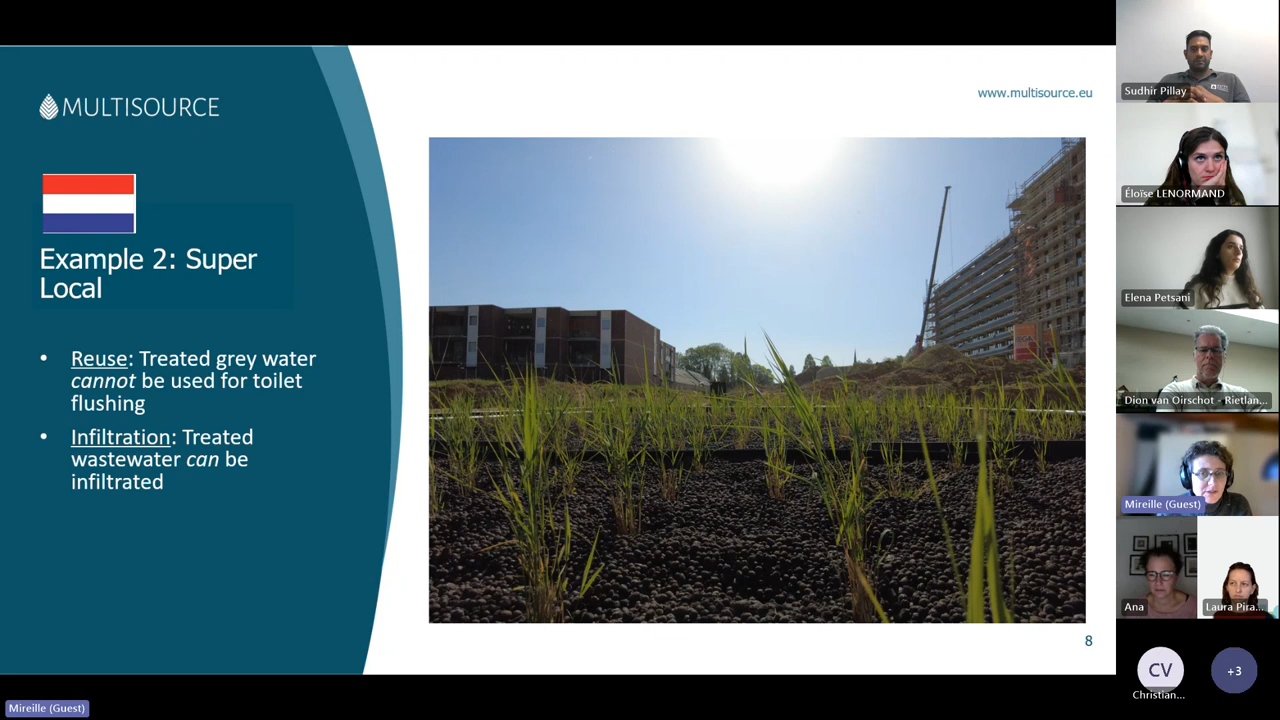 MULTISOURCE
www.multisource.eu
Example 2: Super
Local
• Reuse: Treated grey water
cannot be used for toilet
flushing
• Infiltration: Treated
wastewater can be
infiltrated
8
Mireille (Guest)
Sudhir Pillay
Éloïse LENORMAND
Elena Petsani
Dion van Oirschot - Rietlan...
Mireille (Guest)
Ana
Laura Pira...
CV
Christian...
+3